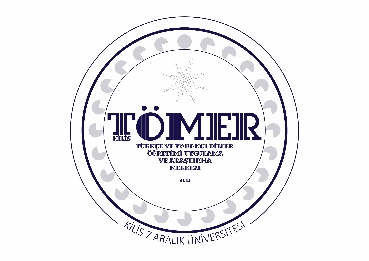 TÖMER
KİLİS
TÜRKÇE VE YABANCI DİLLER
ÖĞRETİMİ UYGULAMA
VE ARAŞTIRMA
MERKEZİ
KİLİS 7 ARALIK ÜNİVERSİTESİ